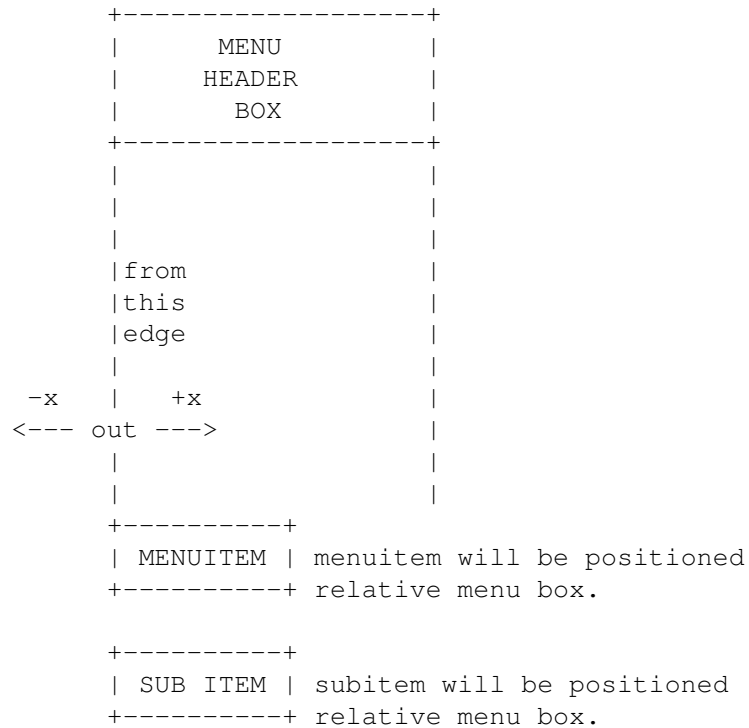 MENU
HEADER
BOX
from
this
edge
-x +x
<--- out --->
MENUITEM menuitem will be positioned
relative menu box.
SUB ITEM subitem will be positioned
relative menu box.